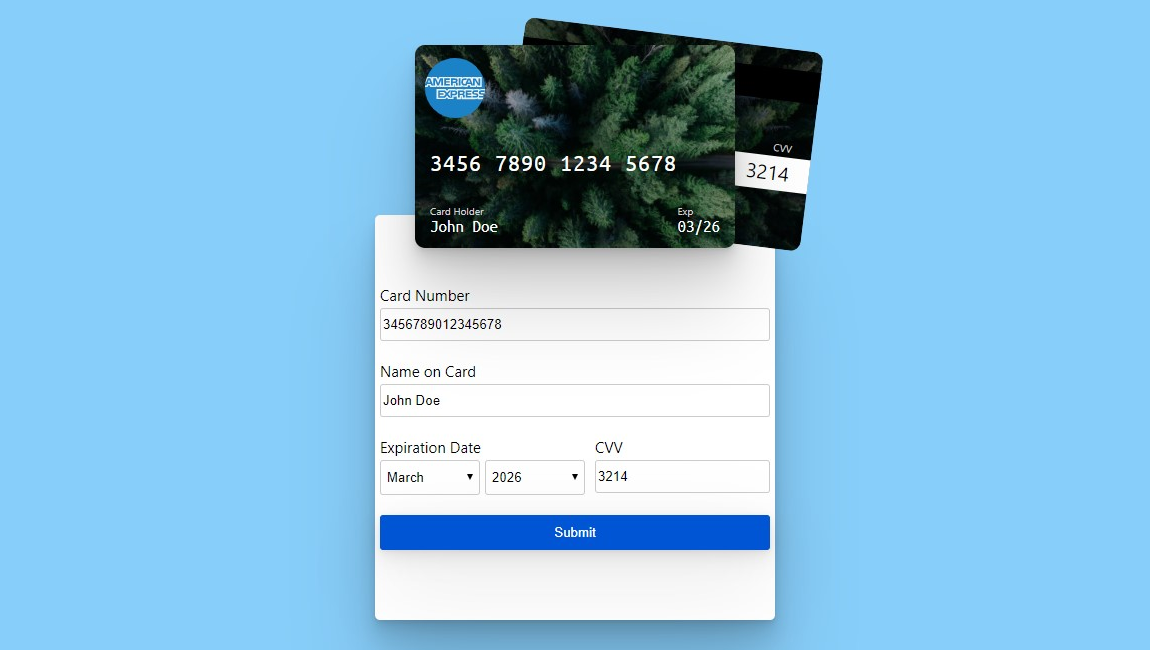 AMERICAN
EXPRESS
CVV
3214
3456 7890 1234 5678
Card Holder
Exp
John Doe
03/26
Card Number
3456789012345678
Name on Card
John Doe
Expiration Date
CVV
March
2026
3214
Submit